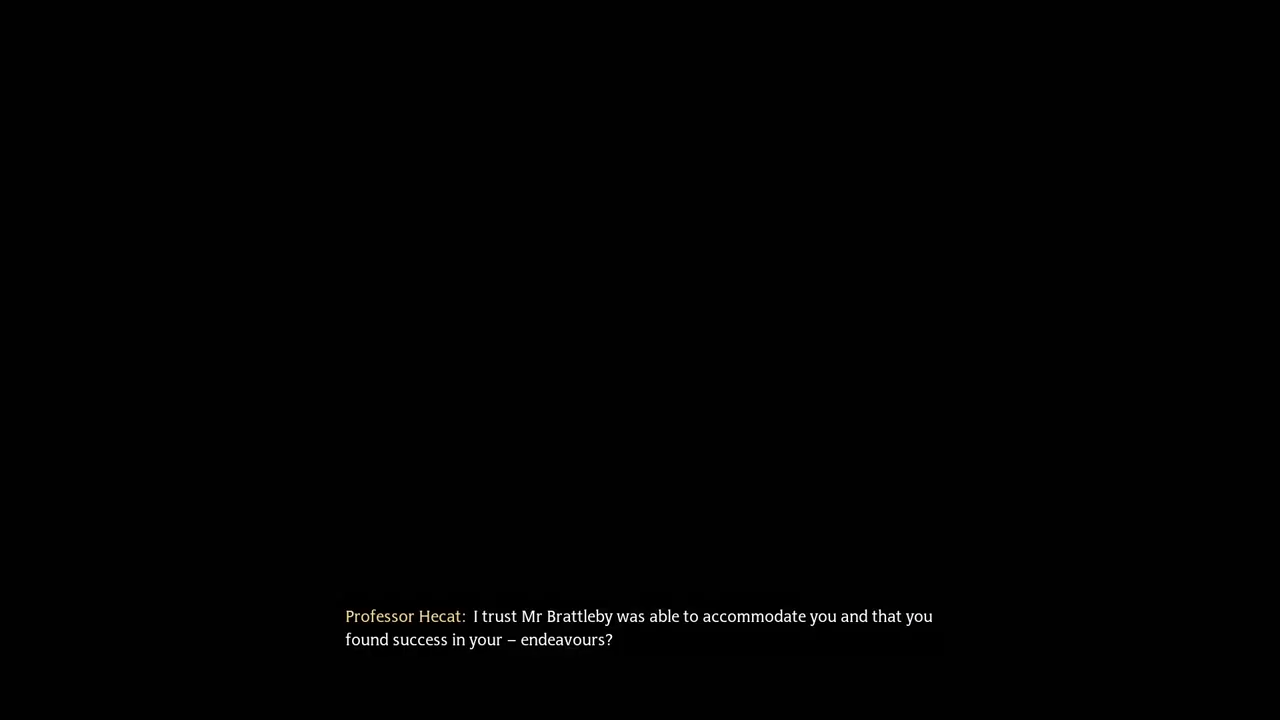 Professor Hecat: I trust Mr Brattleby was able to accommodate you and that you
found success in your – endeavours?